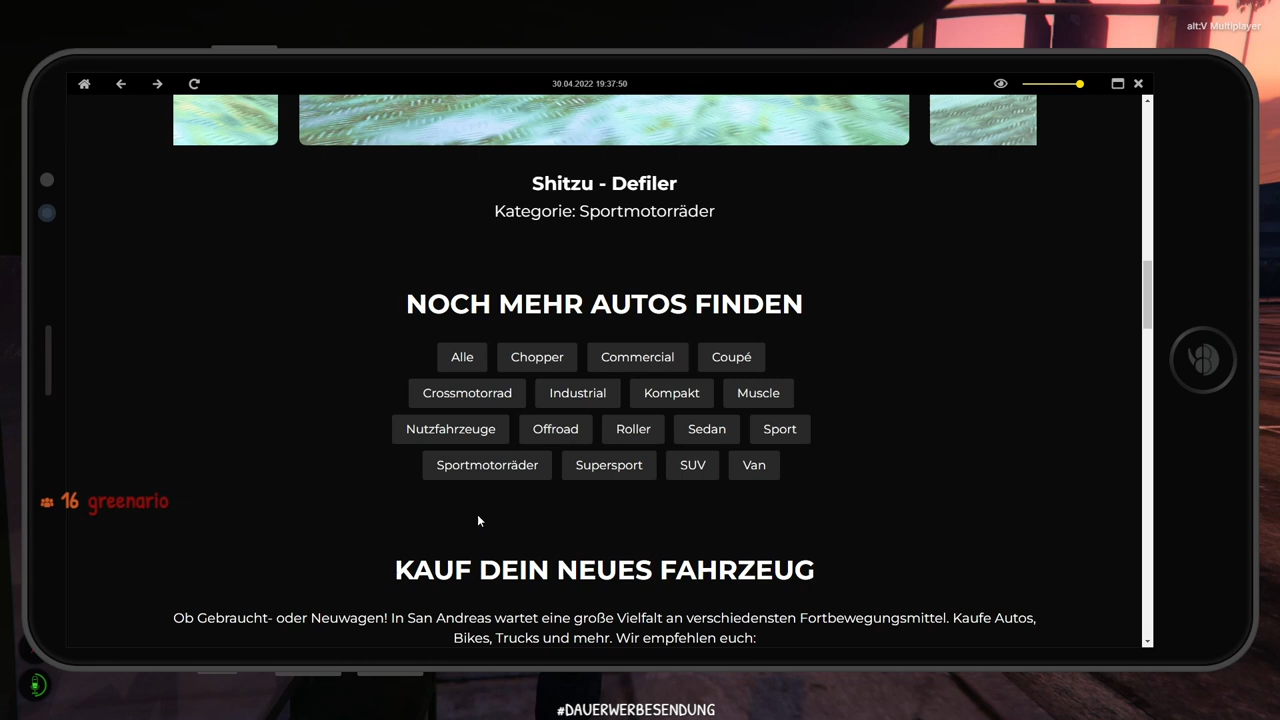 alt:V Multiplayer
30.04.2022 19:37:50
Shitzu - Defiler
Kategorie: Sportmotorräder
NOCH MEHR AUTOS FINDEN
Alle Chopper Commercial Coupé
Crossmotorrad Industrial Kompakt Muscle
Nutzfahrzeuge Offroad Roller Sedan Sport
Sportmotorräder Supersport SUV Van
16 greenario
KAUF DEIN NEUES FAHRZEUG
Ob Gebraucht- oder Neuwagen! In San Andreas wartet eine große Vielfalt an verschiedensten Fortbewegungsmittel. Kaufe Autos,
Bikes, Trucks und mehr. Wir empfehlen euch:
#DAUERWERBESENDUNG